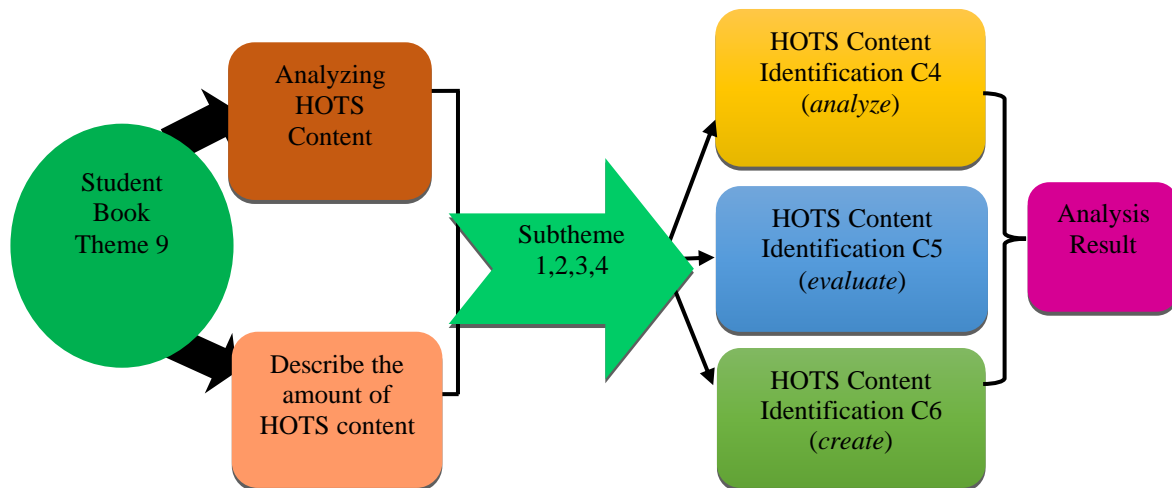 Student
Book
Theme 9
Analyzing
HOTS
Content
Describe the
amount of
HOTS content
Subtheme
1,2,3,4
HOTS Content
Identification C4
(analyze)
HOTS Content
Identification C5
(evaluate)
HOTS Content
Identification C6
(create)
Analysis
Result